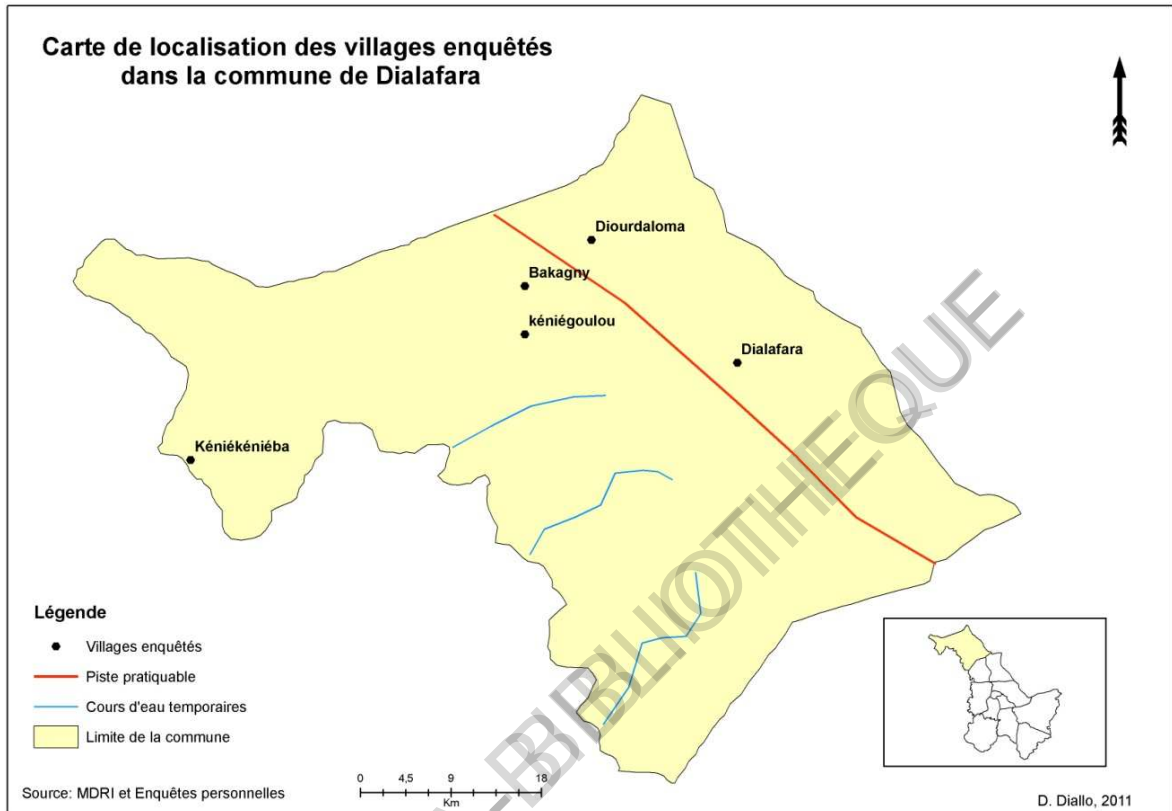 Carte de localisation des villages enquêtés
dans la commune de Dialafara
Diourdaloma
Bakagny
kéniégoulou
Dialafara
Kéniékéniéba
Légende
Villages enquêtés
Piste pratiquable
Cours d'eau temporaires
Limite de la commune
0 4,5 9 18
Km
Source: MDRI et Enquêtes personnelles
D. Diallo, 2011
BIBLIOTHEQUE